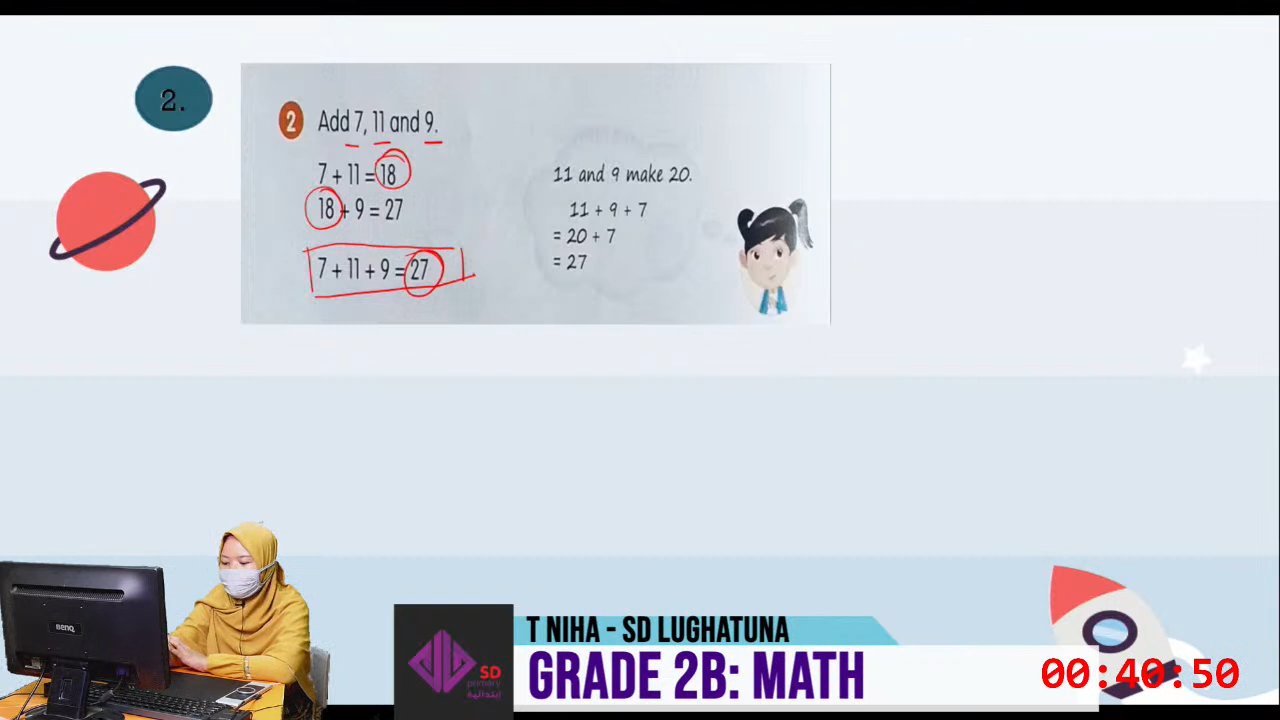 2.
2 Add 7, 11 and 9.
7 + 11 = 18
18 + 9 = 27
7 + 11 + 9 = 27
11 and 9 make 20.
11 + 9 + 7
= 20 + 7
= 27
BenQ
SD
primary
ابتدائية
T NIHA - SD LUGHATUNA
GRADE 2B: MATH
00:40:50